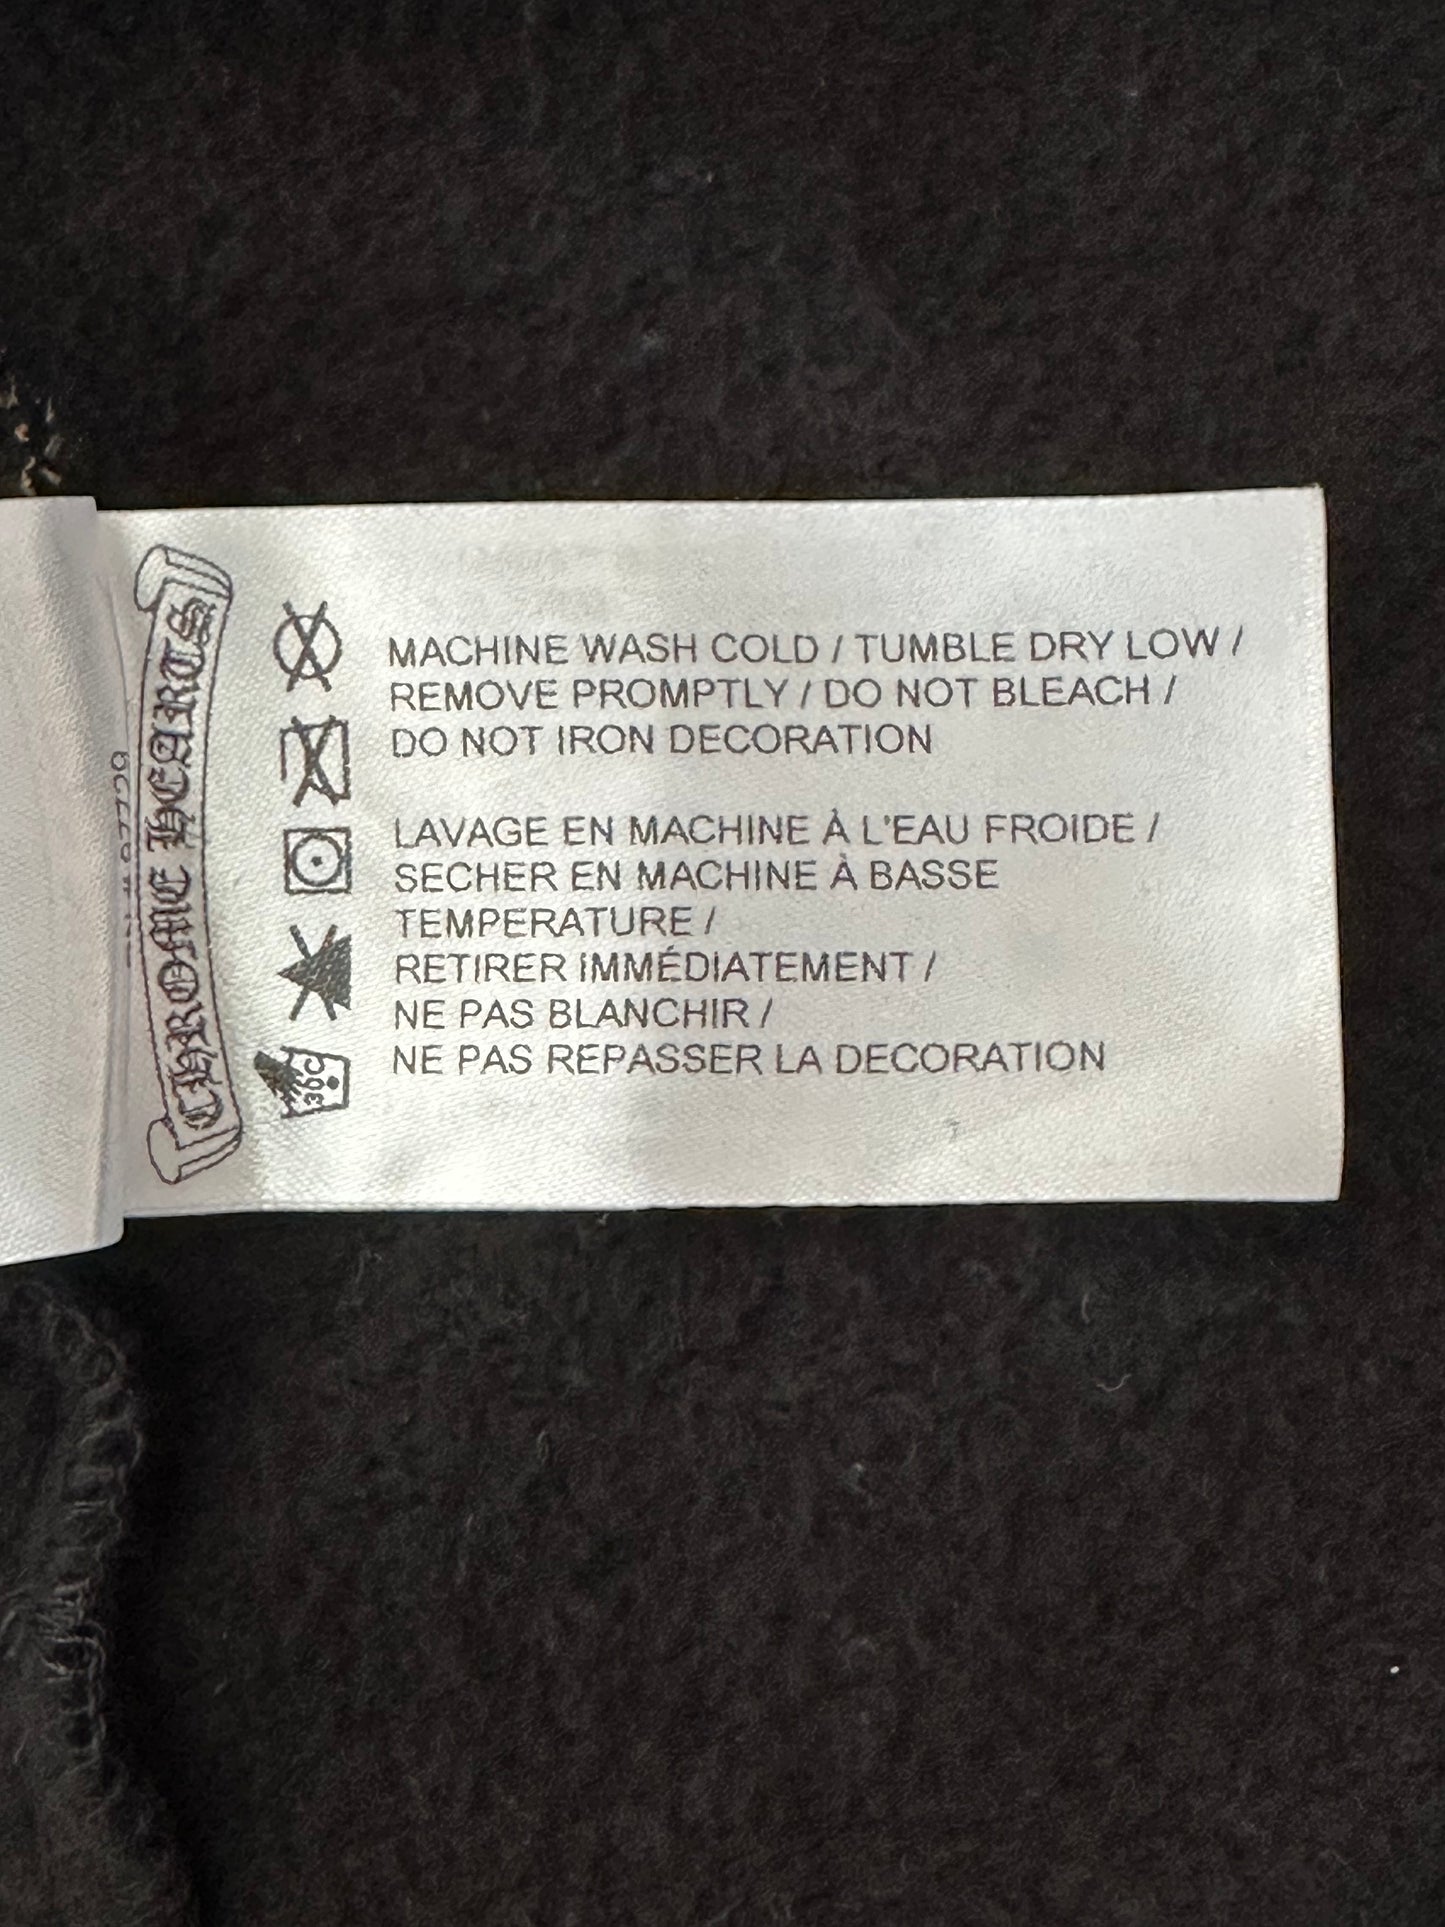 CHROME HEARTS
MACHINE WASH COLD / TUMBLE DRY LOW /
REMOVE PROMPTLY / DO NOT BLEACH /
DO NOT IRON DECORATION
LAVAGE EN MACHINE À L'EAU FROIDE /
SECHER EN MACHINE À BASSE
TEMPERATURE /
RETIRER IMMÉDIATEMENT /
NE PAS BLANCHIR /
NE PAS REPASSER LA DECORATION
30C